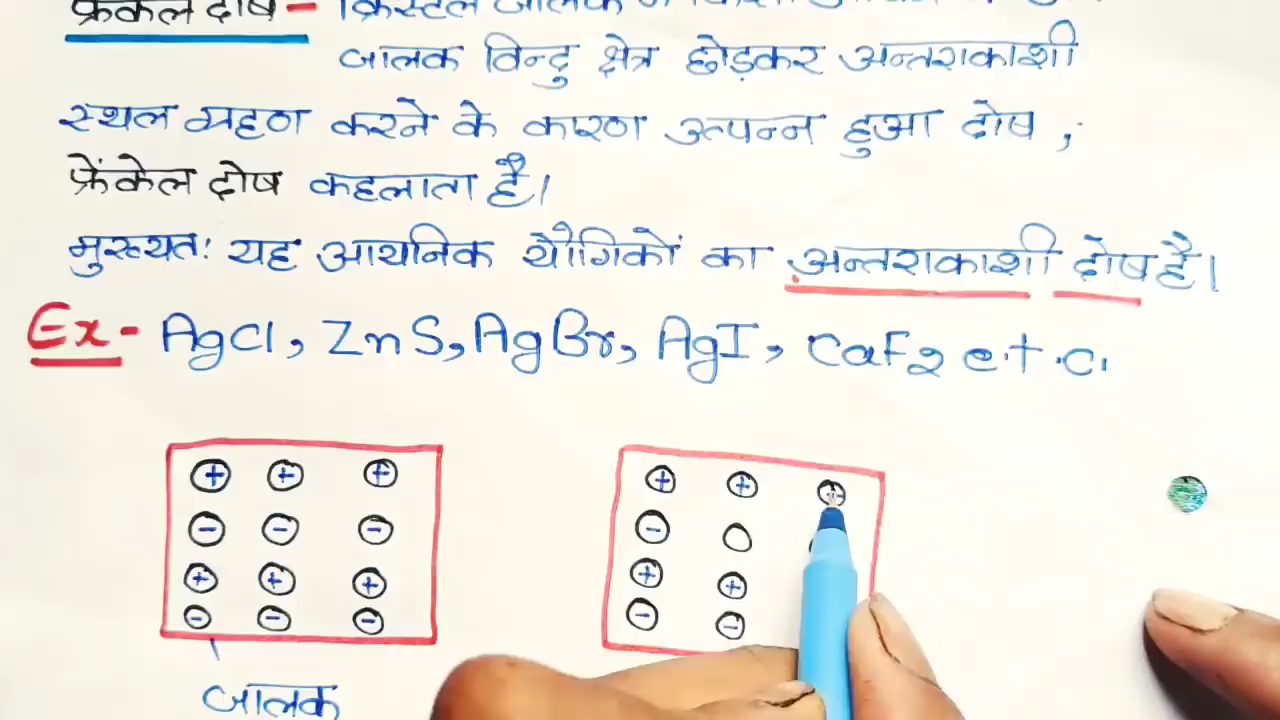 फ्रेंकेल दोष -
जालक विन्दु क्षेत्र छोड़कर अन्तराकाशी
स्थल ग्रहण करने के कारण उत्पन्न हुआ दोष,
फ्रेंकेल दोष कहलाता है।
मुख्यतः यह आयनिक यौगिकों का अन्तराकाशी दोष है।
Ex- AgCl, ZnS, AgBr, AgI, CaF2 e.t.c.
+ + + + + +
- - - -
+ + + + +
- - - - -
जालक